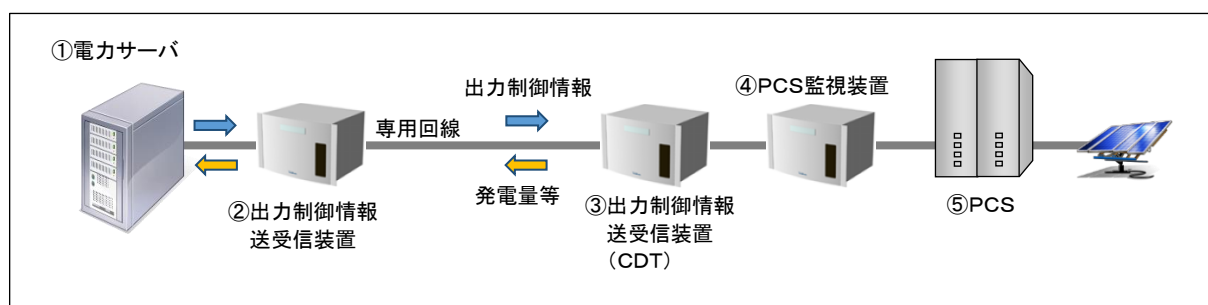 ①電力サーバ
出力制御情報
④PCS監視装置
専用回線
発電量等
②出力制御情報
送受信装置
③出力制御情報
送受信装置
（CDT）
⑤PCS